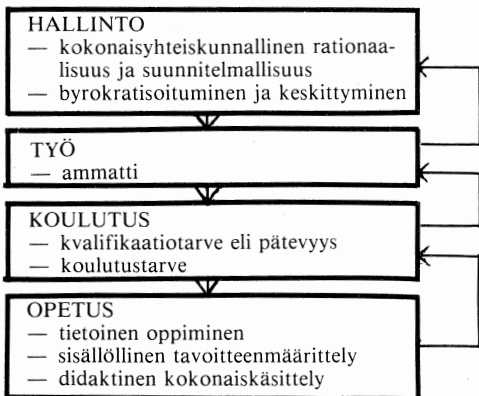 HALLINTO
— kokonaisyhteiskunnallinen rationaa-
lisuus ja suunnitelmallisuus
— byrokratisoituminen ja keskittyminen
TYÖ
— ammatti
KOULUTUS
— kvalifikaatiotarve eli pätevyys
— koulutustarve
OPETUS
— tietoinen oppiminen
— sisällöllinen tavoitteenmäärittely
— didaktinen kokonaiskäsittely